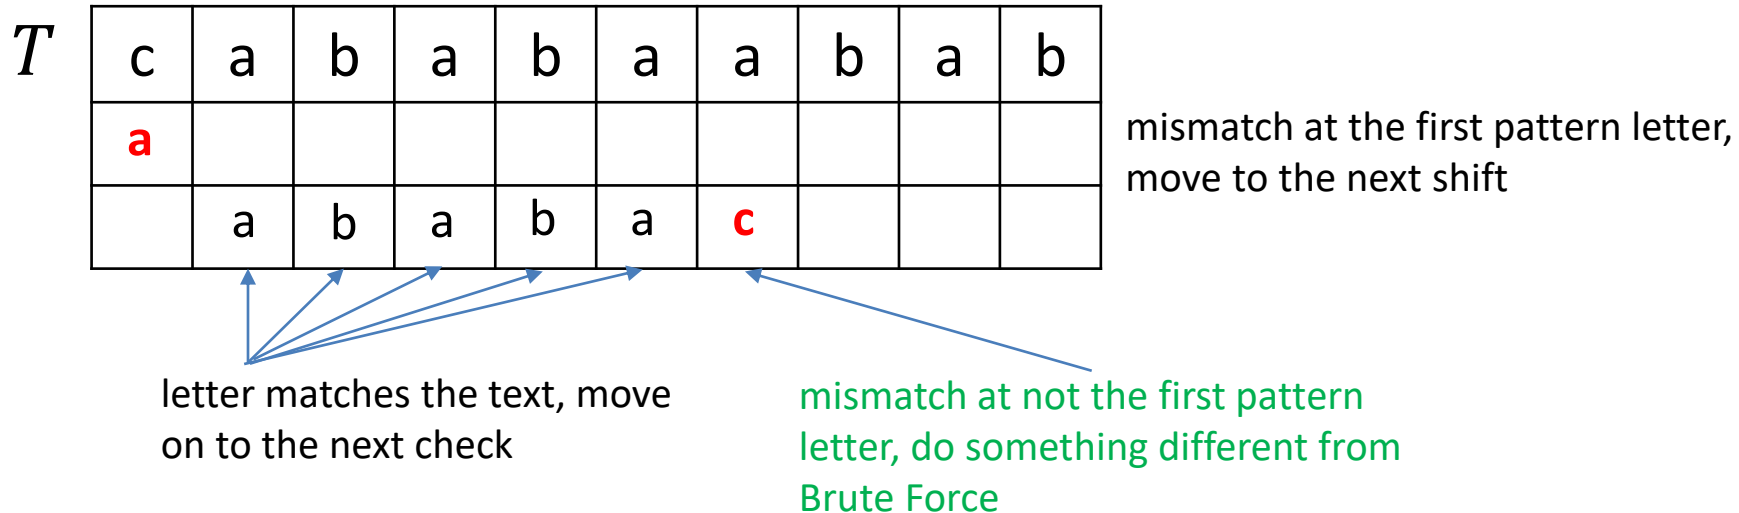 T c a b a b a a b a b
a
mismatch at the first pattern letter,
move to the next shift
a b a b a c
letter matches the text, move
on to the next check
mismatch at not the first pattern
letter, do something different from
Brute Force